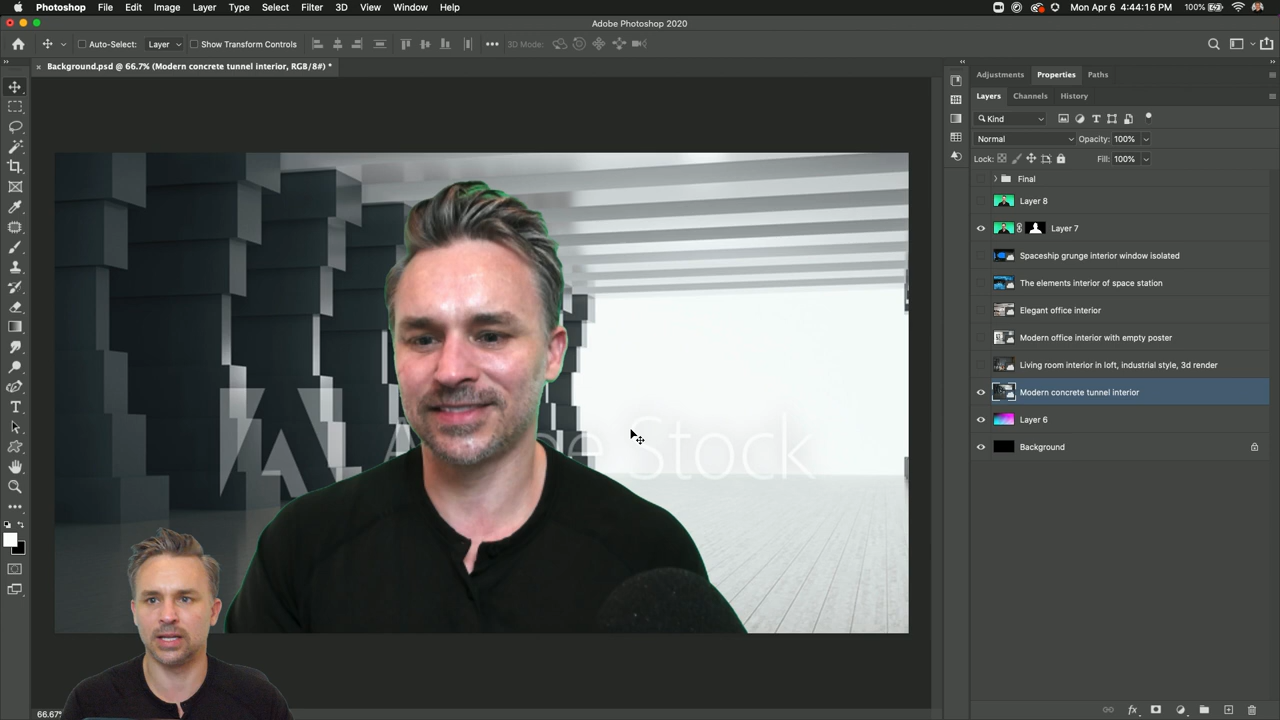 Photoshop File Edit Image Layer Type Select Filter 3D View Window Help 100% Mon Apr 6 4:44:16 PM
Adobe Photoshop 2020
Auto-Select: Layer Show Transform Controls 3D Mode:
Background.psd @ 66.7% (Modern concrete tunnel interior, RGB/8#) *
Adjustments Properties Paths
Layers Channels History
Kind
Normal Opacity: 100%
Lock: Fill: 100%
Final
Layer 8
Layer 7
Spaceship grunge interior window isolated
The elements interior of space station
Elegant office interior
Modern office interior with empty poster
Living room interior in loft, industrial style, 3d render
Modern concrete tunnel interior
Layer 6
Background
Stock
66.67%